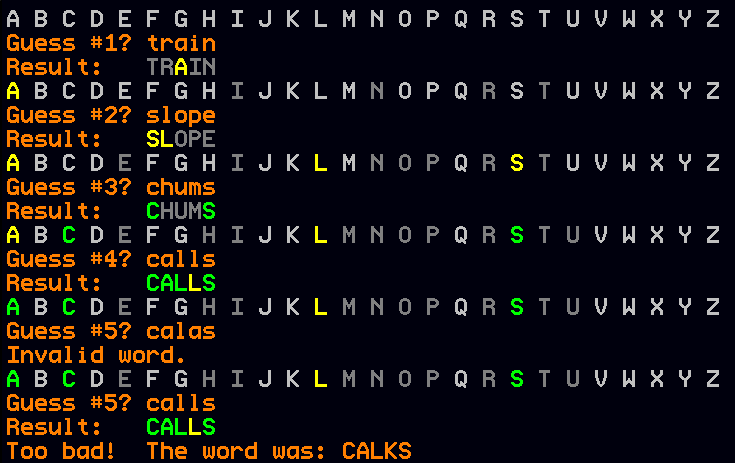 A B C D E F G H I J K L M N O P Q R S T U V W X Y Z
Guess #1? train
Result: TRAIN
A B C D E F G H I J K L M N O P Q R S T U V W X Y Z
Guess #2? slope
Result: SLOPE
A B C D E F G H I J K L M N O P Q R S T U V W X Y Z
Guess #3? chums
Result: CHUMS
A B C D E F G H I J K L M N O P Q R S T U V W X Y Z
Guess #4? calls
Result: CALLS
A B C D E F G H I J K L M N O P Q R S T U V W X Y Z
Guess #5? calas
Invalid word.
A B C D E F G H I J K L M N O P Q R S T U V W X Y Z
Guess #5? calls
Result: CALLS
Too bad! The word was: CALKS